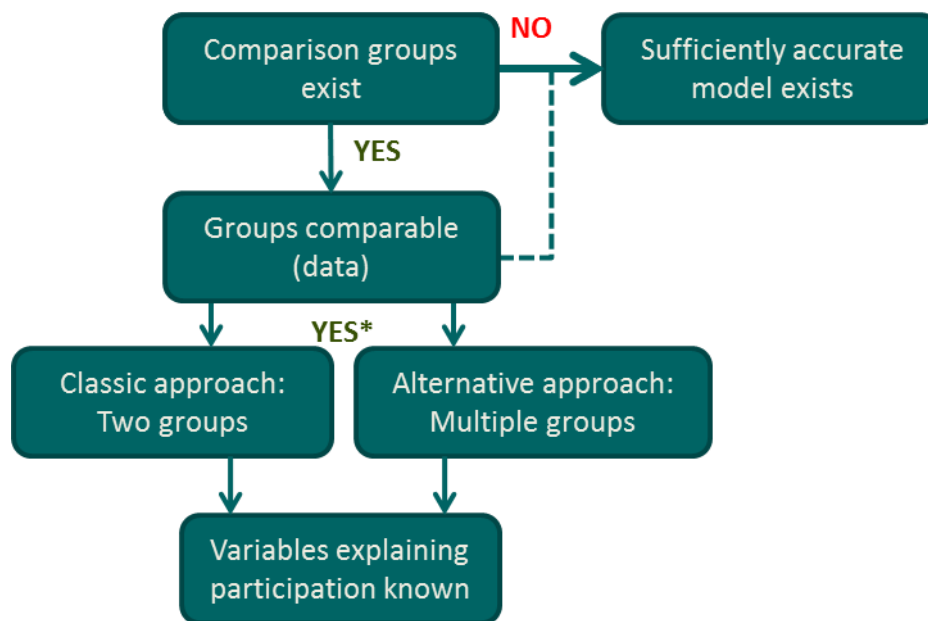 Comparison groups
exist
NO
Sufficiently accurate
model exists
YES
Groups comparable
(data)
YES*
Classic approach:
Two groups
Alternative approach:
Multiple groups
Variables explaining
participation known